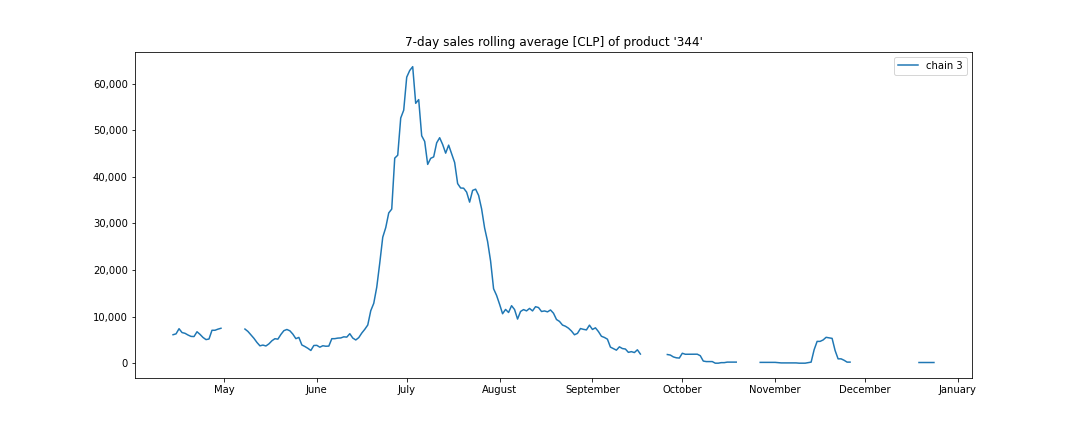 7-day sales rolling average [CLP] of product '344'
chain 3
60,000
50,000
40,000
30,000
20,000
10,000
0
May June July August September October November December January